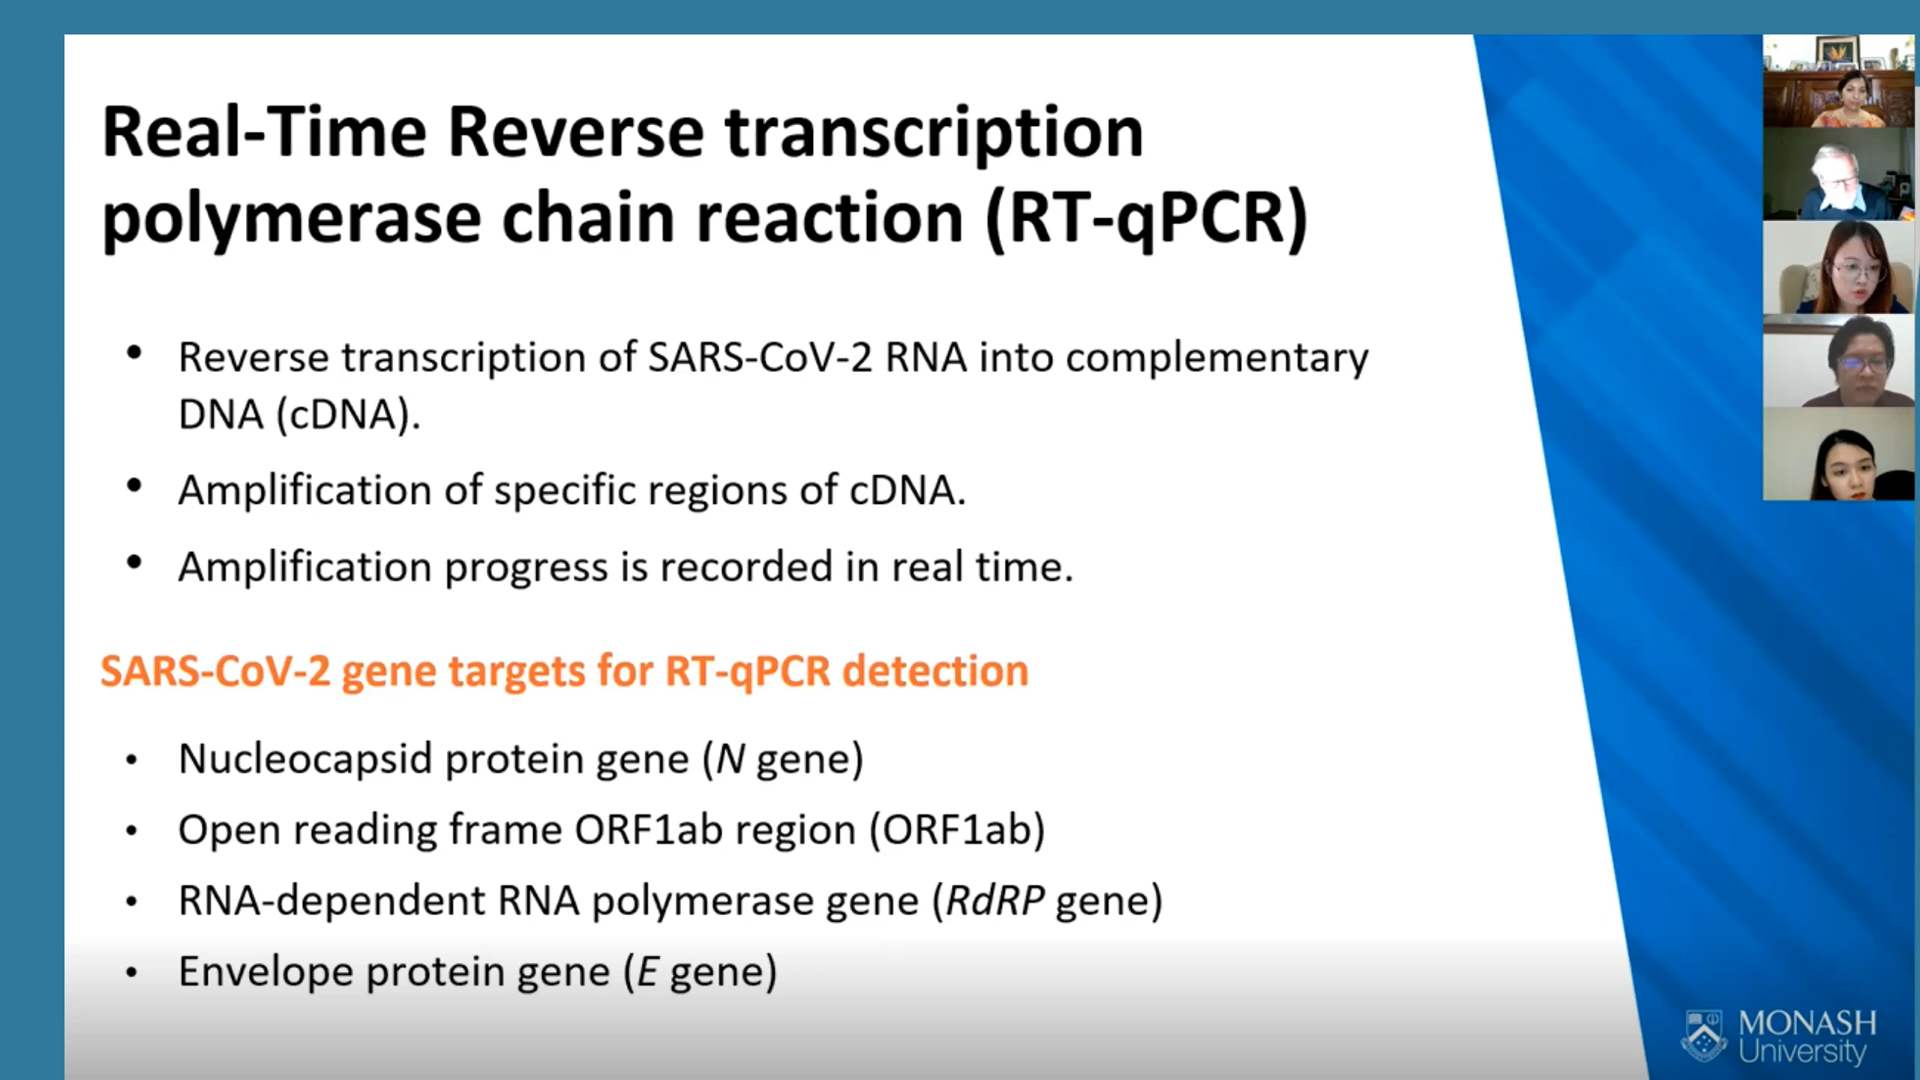 Real-Time Reverse transcription
polymerase chain reaction (RT-qPCR)
• Reverse transcription of SARS-CoV-2 RNA into complementary
DNA (cDNA).
• Amplification of specific regions of cDNA.
• Amplification progress is recorded in real time.
SARS-CoV-2 gene targets for RT-qPCR detection
• Nucleocapsid protein gene (N gene)
• Open reading frame ORF1ab region (ORF1ab)
• RNA-dependent RNA polymerase gene (RdRP gene)
• Envelope protein gene (E gene)
MONASH
University